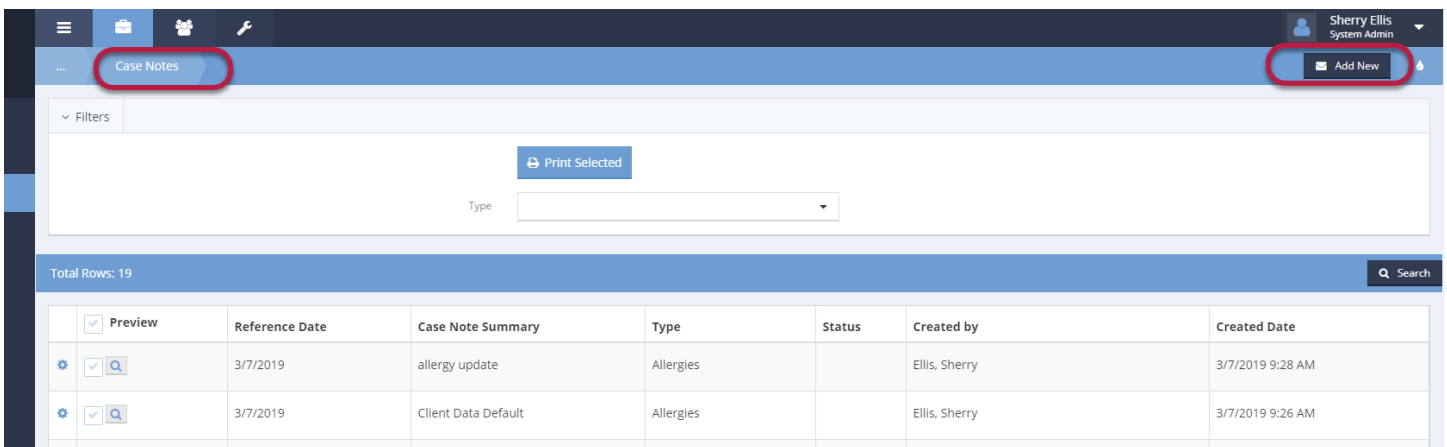 Sherry Ellis
System Admin
... Case Notes Add New
Filters
Print Selected
Type
Total Rows: 19 Search
Preview Reference Date Case Note Summary Type Status Created by Created Date
3/7/2019 allergy update Allergies Ellis, Sherry 3/7/2019 9:28 AM
3/7/2019 Client Data Default Allergies Ellis, Sherry 3/7/2019 9:26 AM